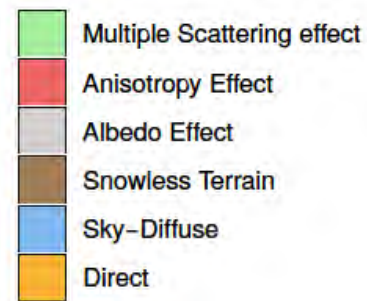 Multiple Scattering effect
Anisotropy Effect
Albedo Effect
Snowless Terrain
Sky−Diffuse
Direct